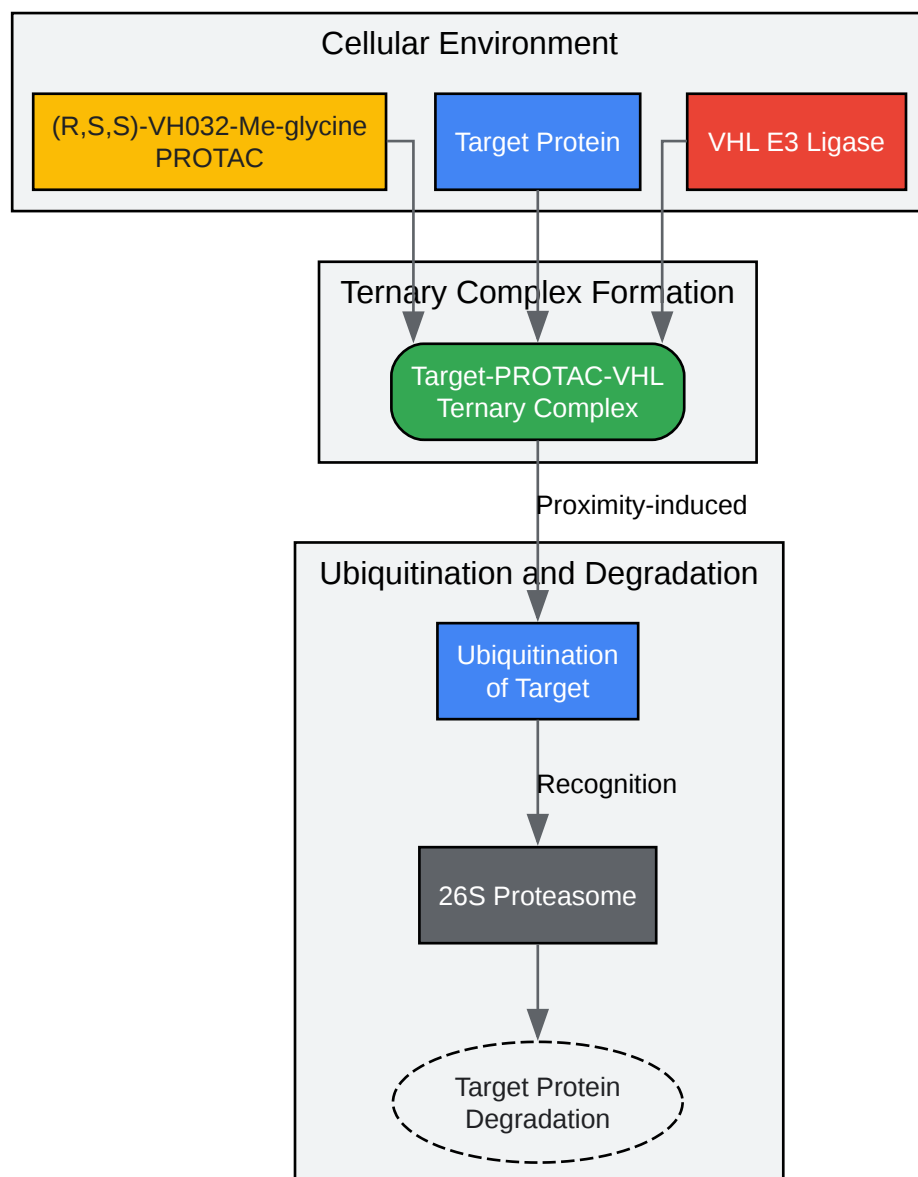 Cellular Environment
(R,S,S)-VH032-Me-glycine
PROTAC
Target Protein
VHL E3 Ligase
Ternary Complex Formation
Target-PROTAC-VHL
Ternary Complex
Proximity-induced
Ubiquitination and Degradation
Ubiquitination
of Target
Recognition
26S Proteasome
Target Protein
Degradation